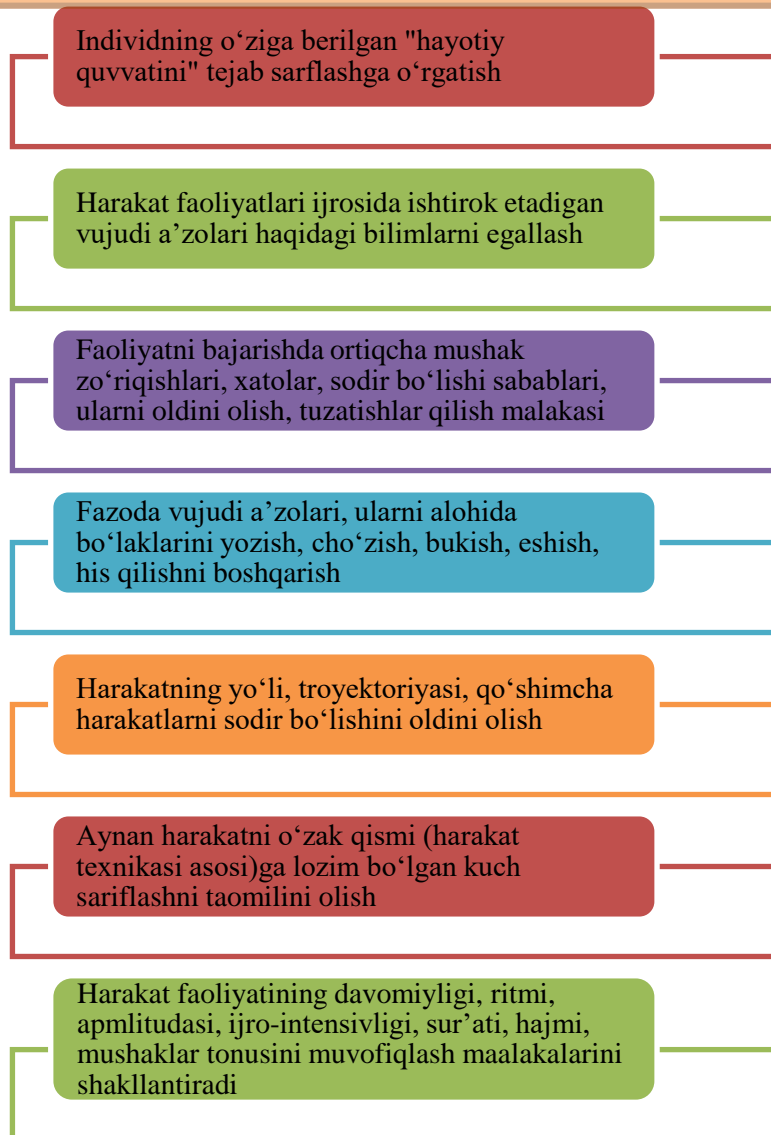 Individning o‘ziga berilgan "hayotiy
quvvatini" tejab sarflashga o‘rgatish
Harakat faoliyatlari ijrosida ishtirok etadigan
vujudi a’zolari haqidagi bilimlarni egallash
Faoliyatni bajarishda ortiqcha mushak
zo‘riqishlari, xatolar, sodir bo‘lishi sabablari,
ularni oldini olish, tuzatishlar qilish malakasi
Fazoda vujudi a’zolari, ularni alohida
bo‘laklarini yozish, cho‘zish, bukish, eshish,
his qilishni boshqarish
Harakatning yo‘li, troyektoriyasi, qo‘shimcha
harakatlarni sodir bo‘lishini oldini olish
Aynan harakatni o‘zak qismi (harakat
texnikasi asosi)ga lozim bo‘lgan kuch
sariflashni taomilini olish
Harakat faoliyatining davomiyligi, ritmi,
apmlitudasi, ijro-intensivligi, sur’ati, hajmi,
mushaklar tonusini muvofiqlash maalakalarini
shakllantiradi